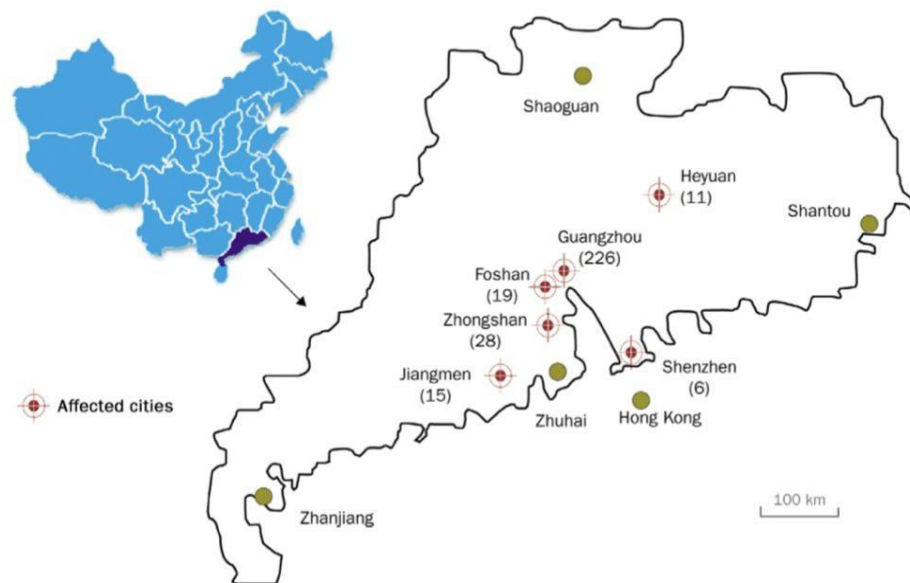 Shaoguan
Heyuan
(11)
Shantou
Guangzhou
(226)
Foshan
(19)
Zhongshan
(28)
Jiangmen
(15)
Shenzhen
(6)
Affected cities
Zhuhai
Hong Kong
100 km
Zhanjiang